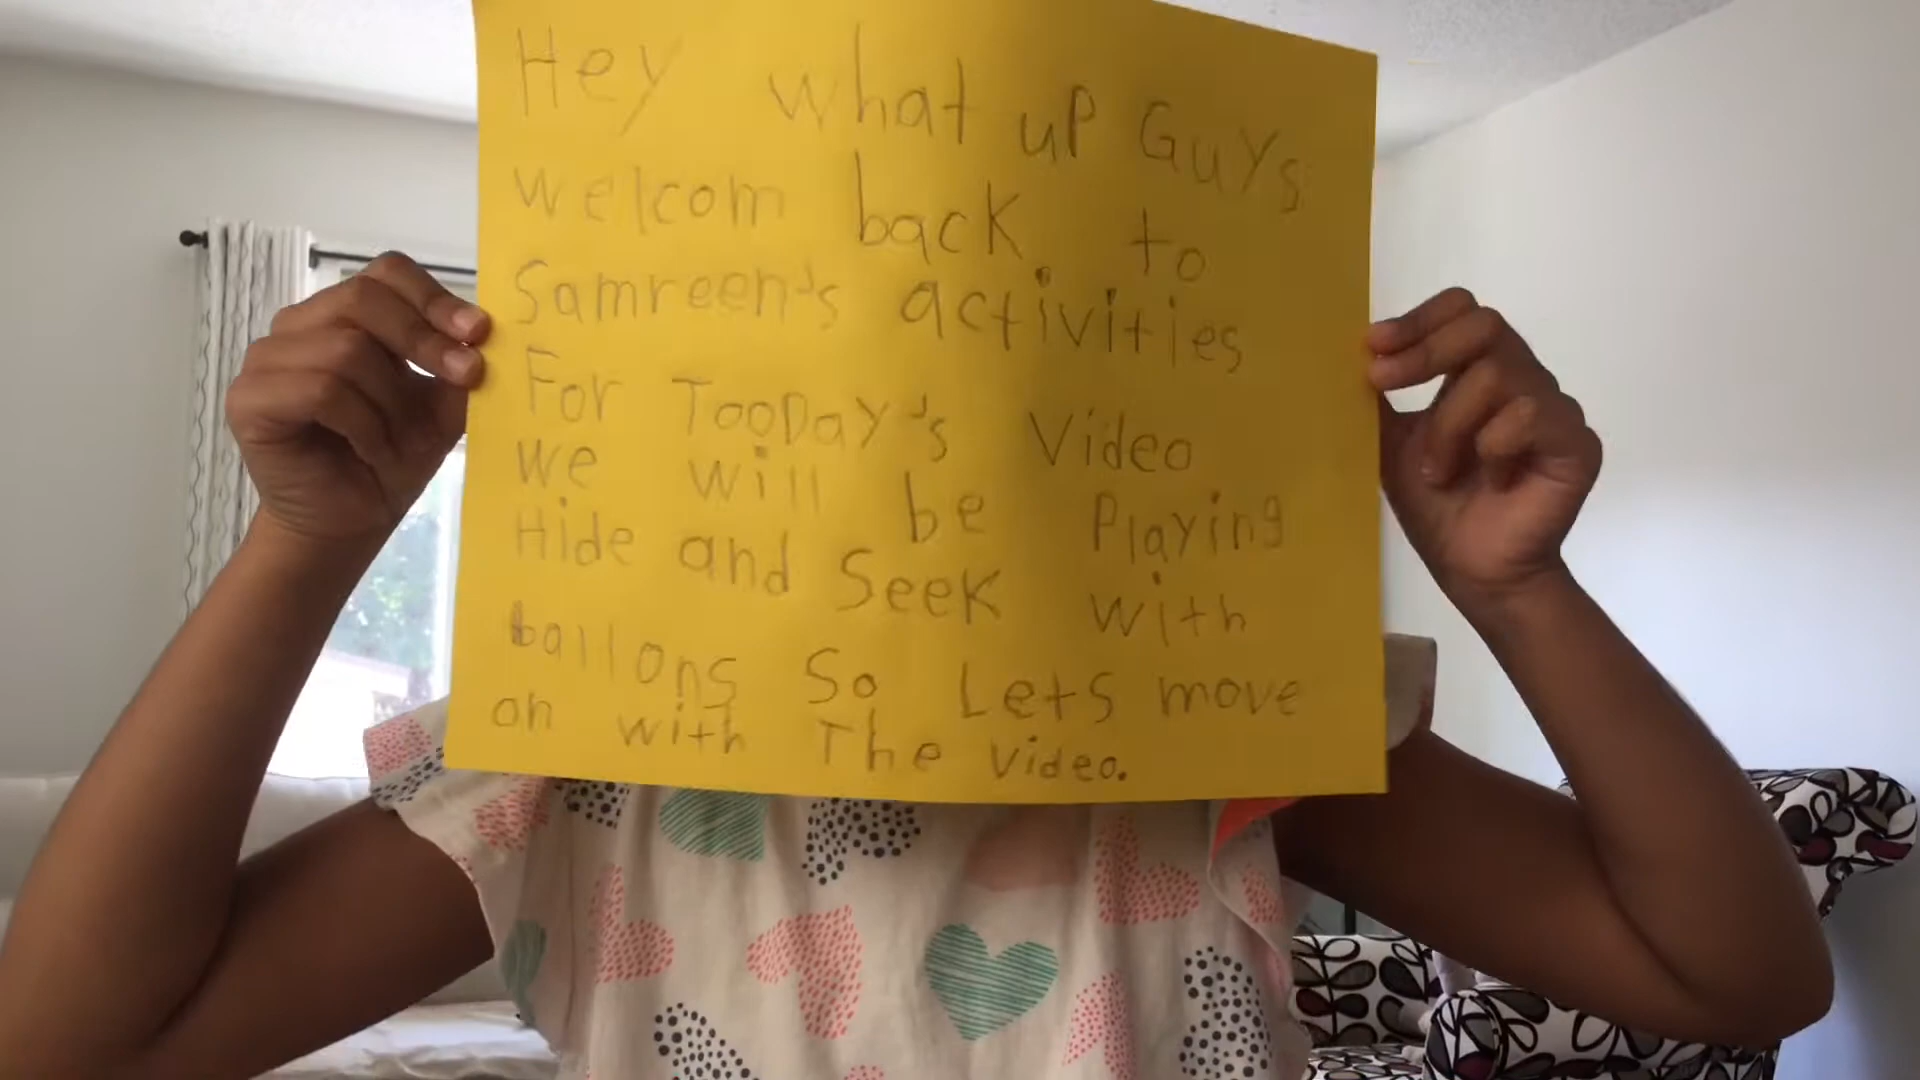 Hey what up Guys
welcom back to
Samreen's activities
For TooDay's Video
we will be Playing
Hide and Seek with
ballons So Lets move
on with The Video.